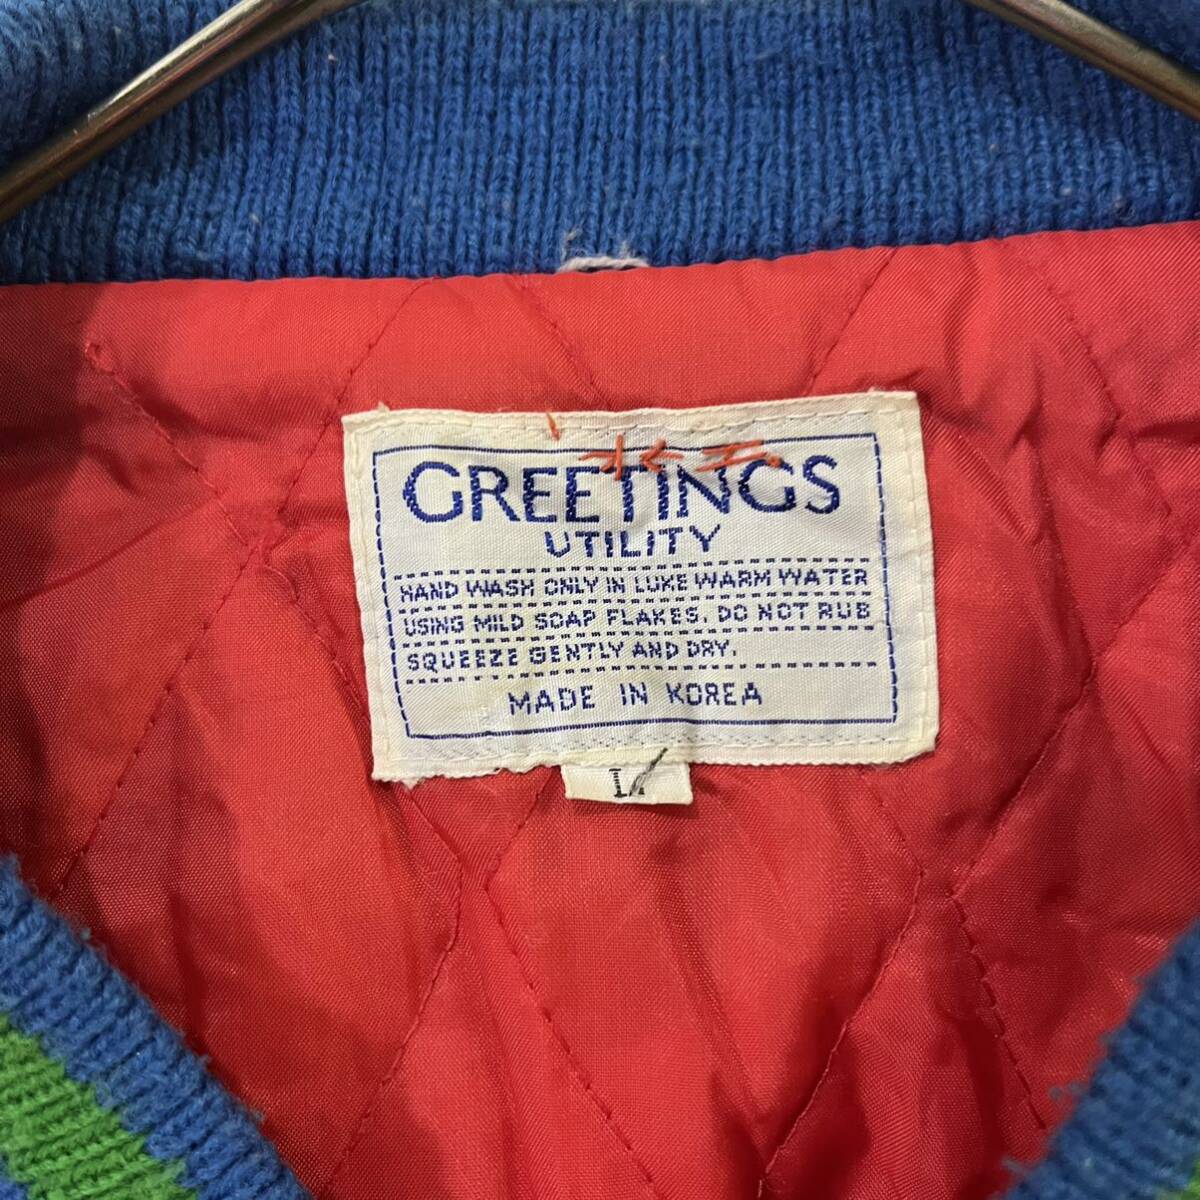 GREETINGS
UTILITY
HAND WASH ONLY IN LUKE WARM WATER
USING MILD SOAP FLAKES. DO NOT RUB
SQUEEZE GENTLY AND DRY.
MADE IN KOREA
L